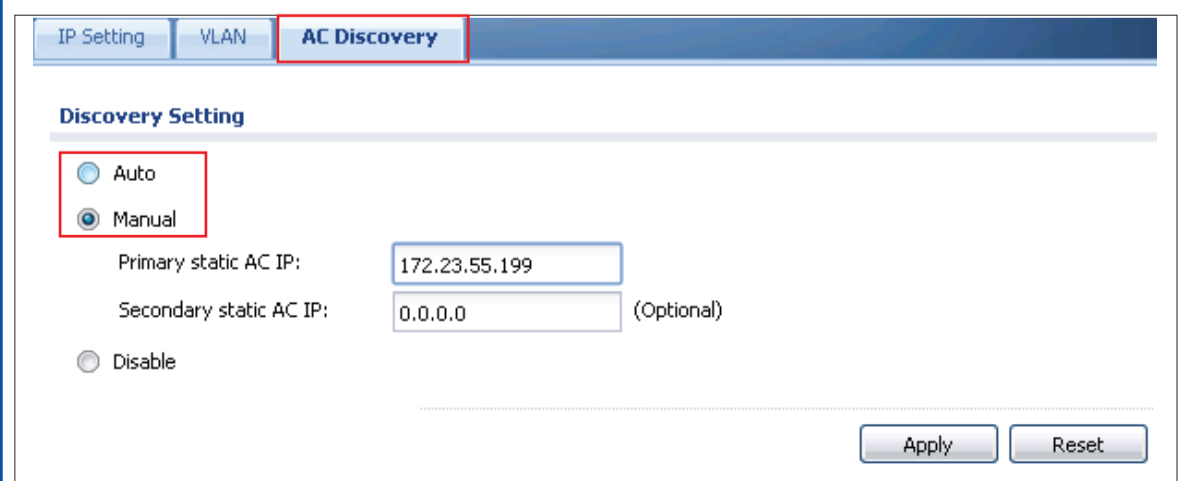 IP Setting VLAN AC Discovery
Discovery Setting
Auto
Manual
Primary static AC IP: 172.23.55.199
Secondary static AC IP: 0.0.0.0 (Optional)
Disable
Apply Reset